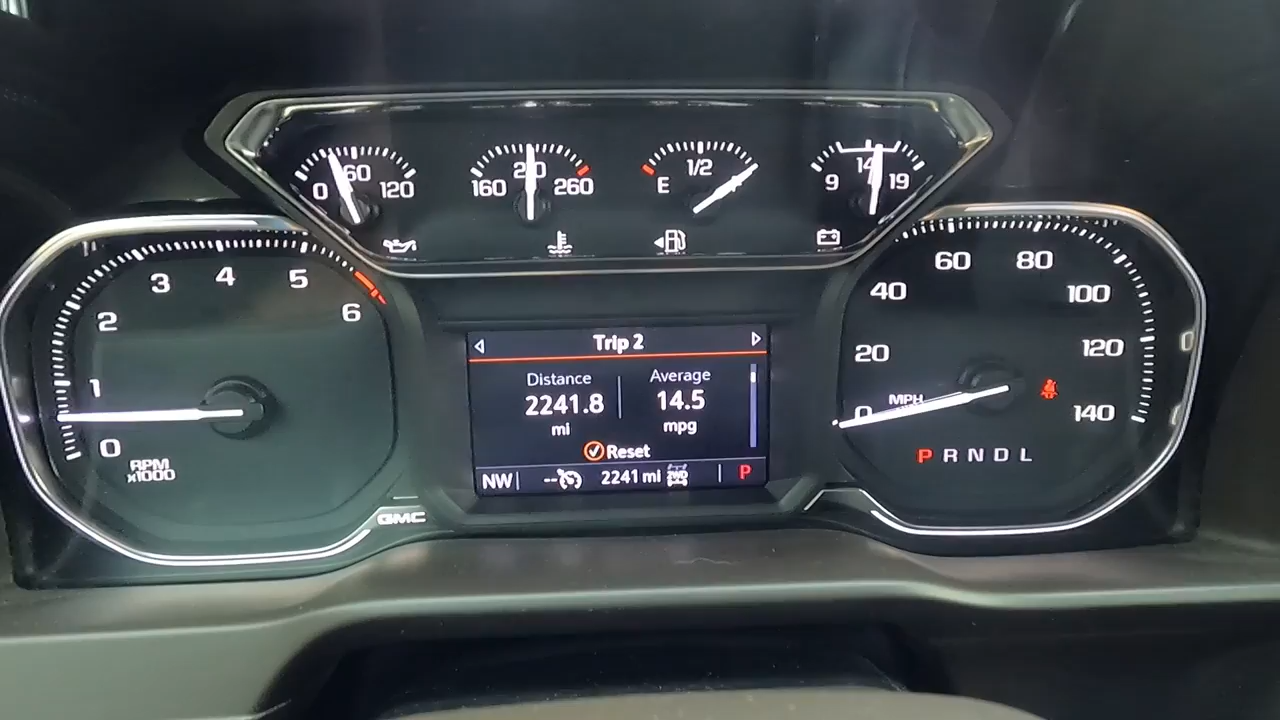 0 60 120
160 210 260
E 1/2
9 14 19
0 1 2 3 4 5 6
RPM
x1000
GMC
Trip 2
Distance
2241.8
mi
Average
14.5
mpg
Reset
NW -- 2241 mi 2WD P
0 20 40 60 80 100 120 140
MPH
P R N D L